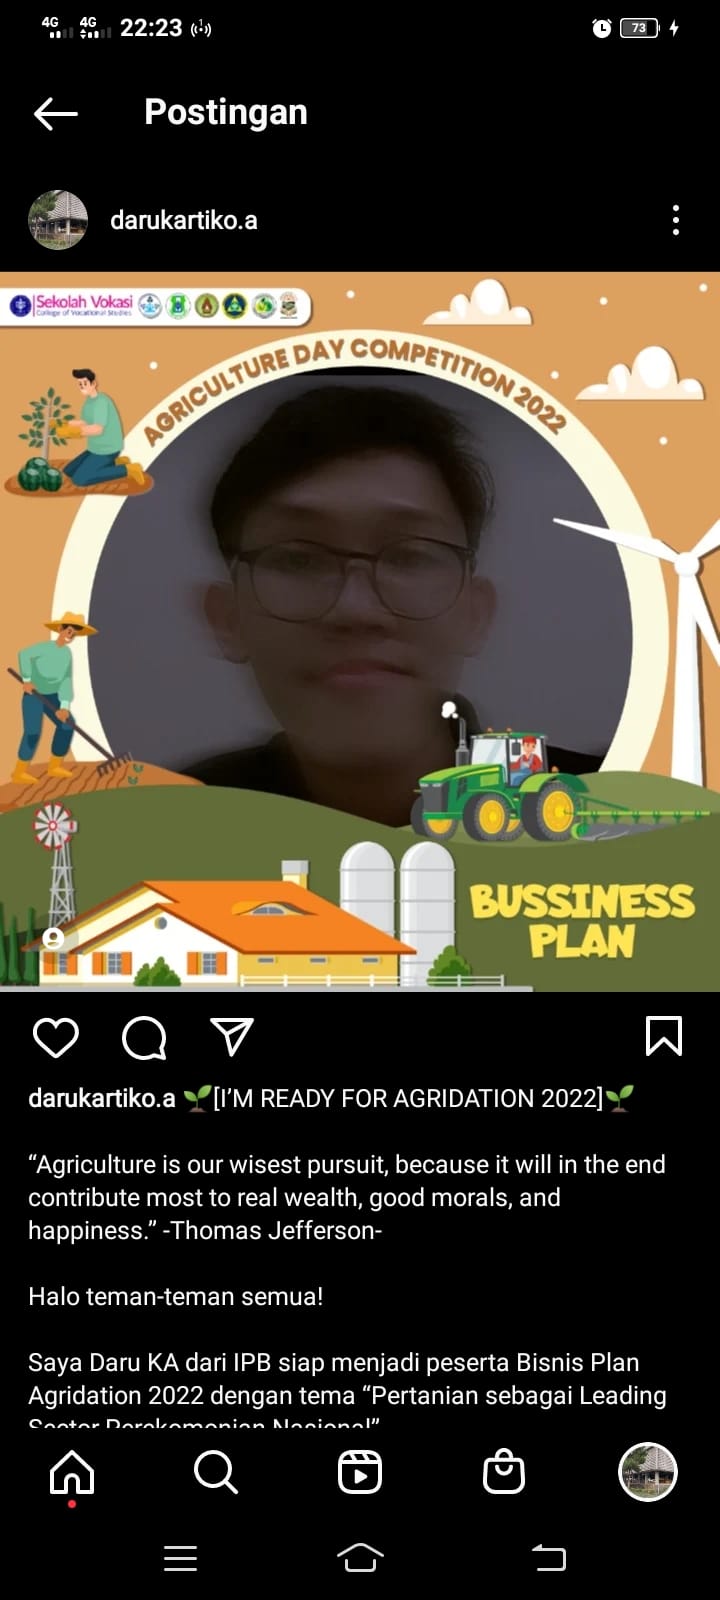 4G 4G 22:23 73
Postingan
darukartiko.a
Sekolah Vokasi
College of Vocational Studies
AGRICULTURE DAY COMPETITION 2022
BUSSINESS
PLAN
darukartiko.a 🌱[I’M READY FOR AGRIDATION 2022]🌱
“Agriculture is our wisest pursuit, because it will in the end
contribute most to real wealth, good morals, and
happiness.” -Thomas Jefferson-
Halo teman-teman semua!
Saya Daru KA dari IPB siap menjadi peserta Bisnis Plan
Agridation 2022 dengan tema “Pertanian sebagai Leading
Sector Perekomonian Nasional”